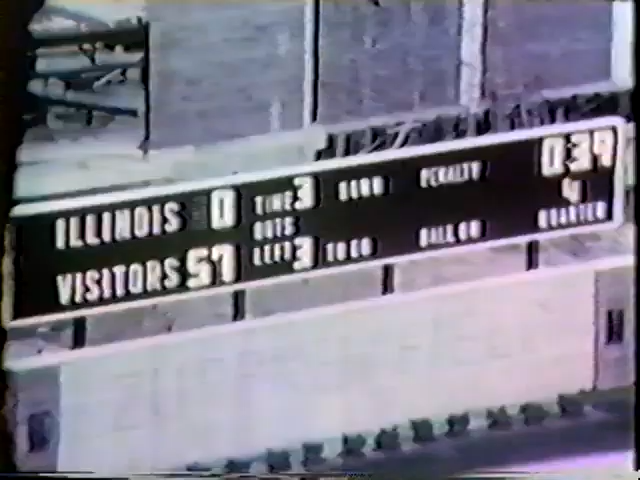 ILLINOIS 0 TIME 3 DOWN PENALTY 0 39
OUTS 4
VISITORS 57 LEFT 3 TO GO BALL ON QUARTER